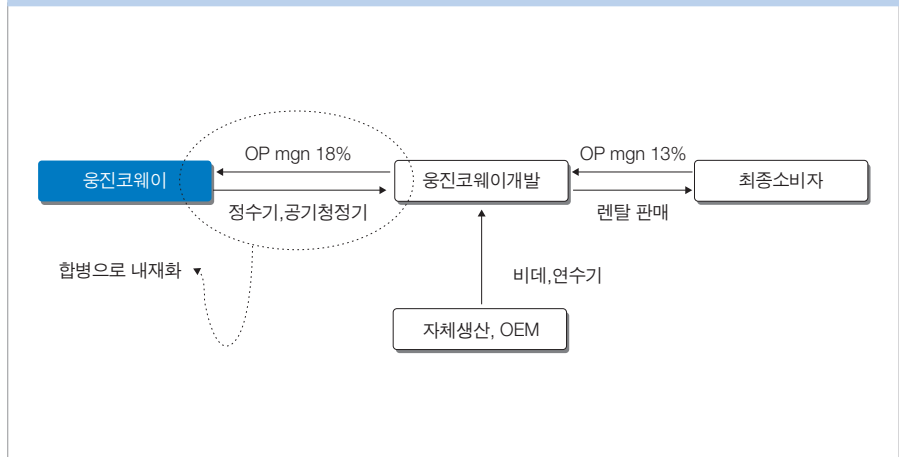 OP mgn 18%
OP mgn 13%
웅진코웨이
웅진코웨이개발
최종소비자
정수기,공기청정기
렌탈 판매
합병으로 내재화
비데,연수기
자체생산, OEM